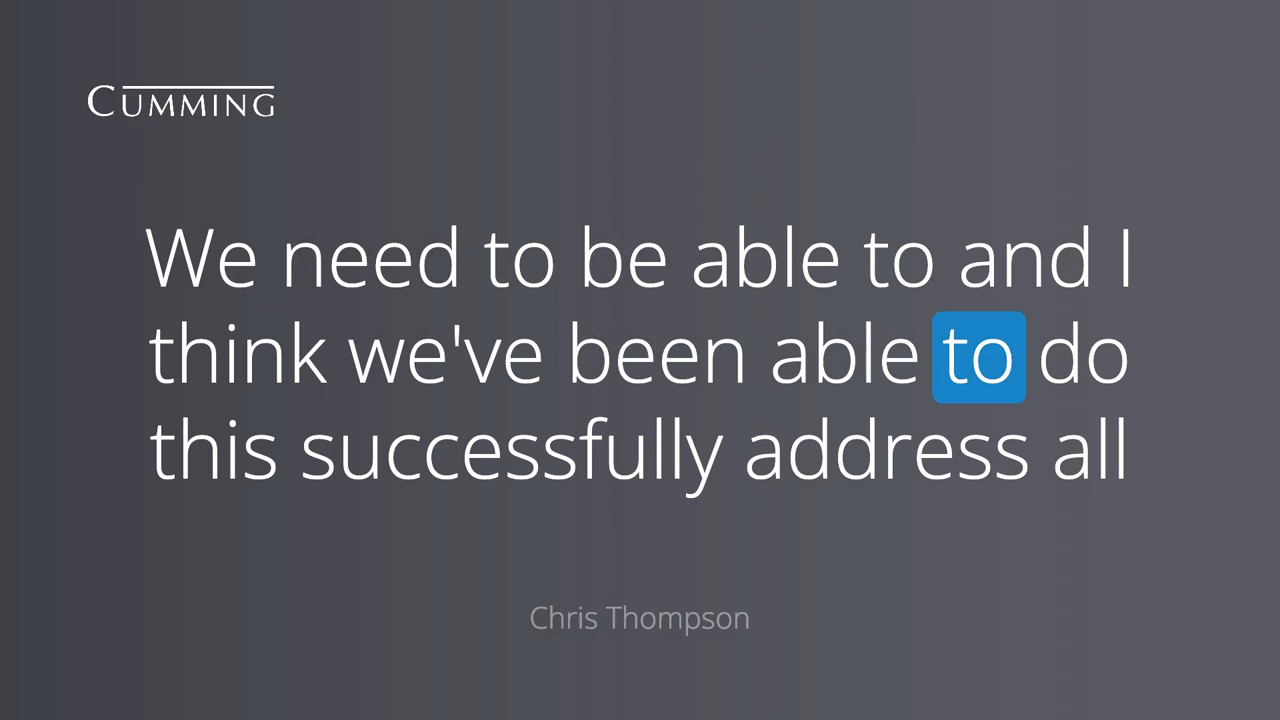 CUMMING
We need to be able to and I
think we've been able to do
this successfully address all
Chris Thompson